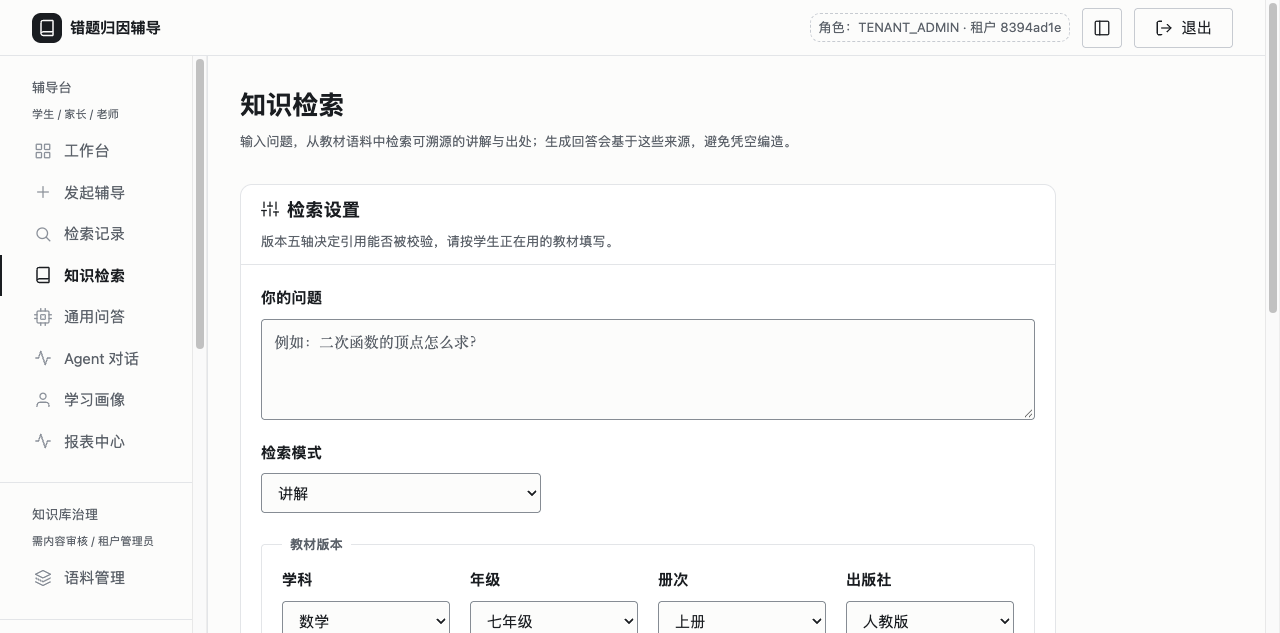 错题归因辅导
角色：TENANT_ADMIN · 租户 8394ad1e
退出
辅导台
学生 / 家长 / 老师
工作台
发起辅导
检索记录
知识检索
通用问答
Agent 对话
学习画像
报表中心
知识库治理
需内容审核 / 租户管理员
语料管理
知识检索
输入问题，从教材语料中检索可溯源的讲解与出处；生成回答会基于这些来源，避免凭空编造。
检索设置
版本五轴决定引用能否被校验，请按学生正在用的教材填写。
你的问题
例如：二次函数的顶点怎么求?
检索模式
讲解
教材版本
学科 年级 册次 出版社
数学 七年级 上册 人教版